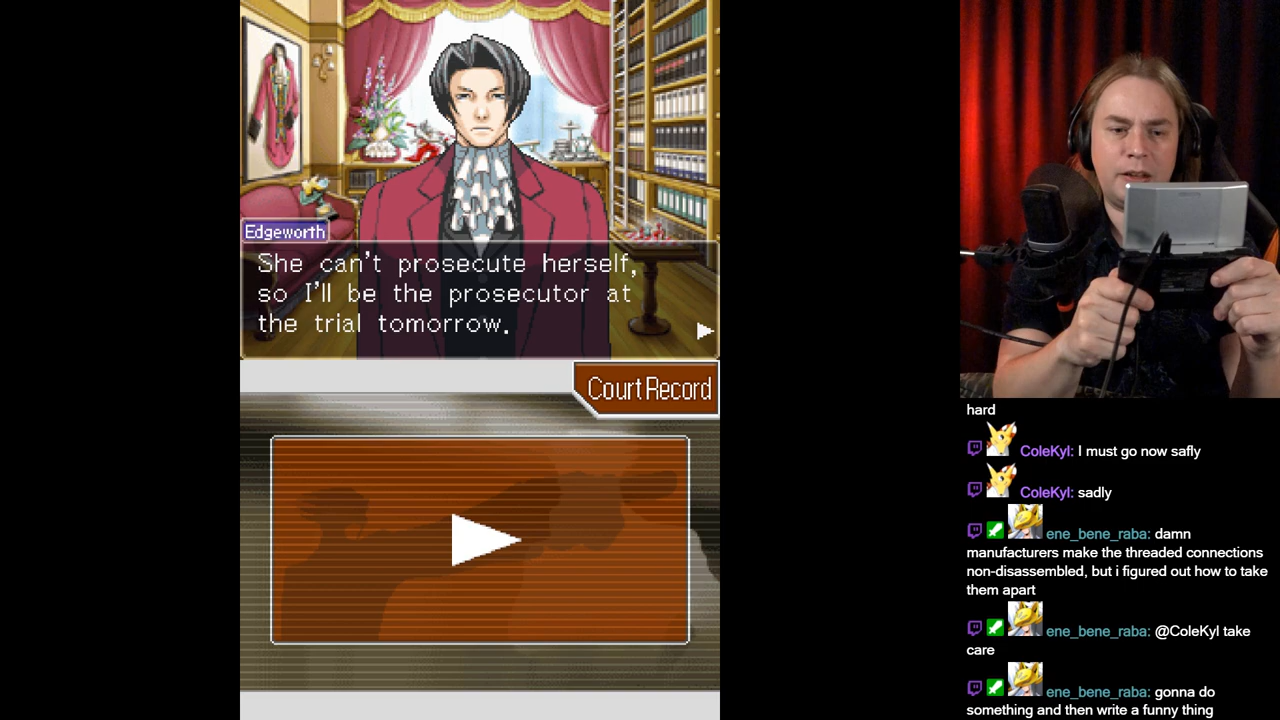 Edgeworth
She can't prosecute herself,
so I'll be the prosecutor at
the trial tomorrow.
Court Record
hard
ColeKyl: I must go now safly
ColeKyl: sadly
ene_bene_raba: damn
manufacturers make the threaded connections
non-disassembled, but i figured out how to take
them apart
ene_bene_raba: @ColeKyl take
care
ene_bene_raba: gonna do
something and then write a funny thing